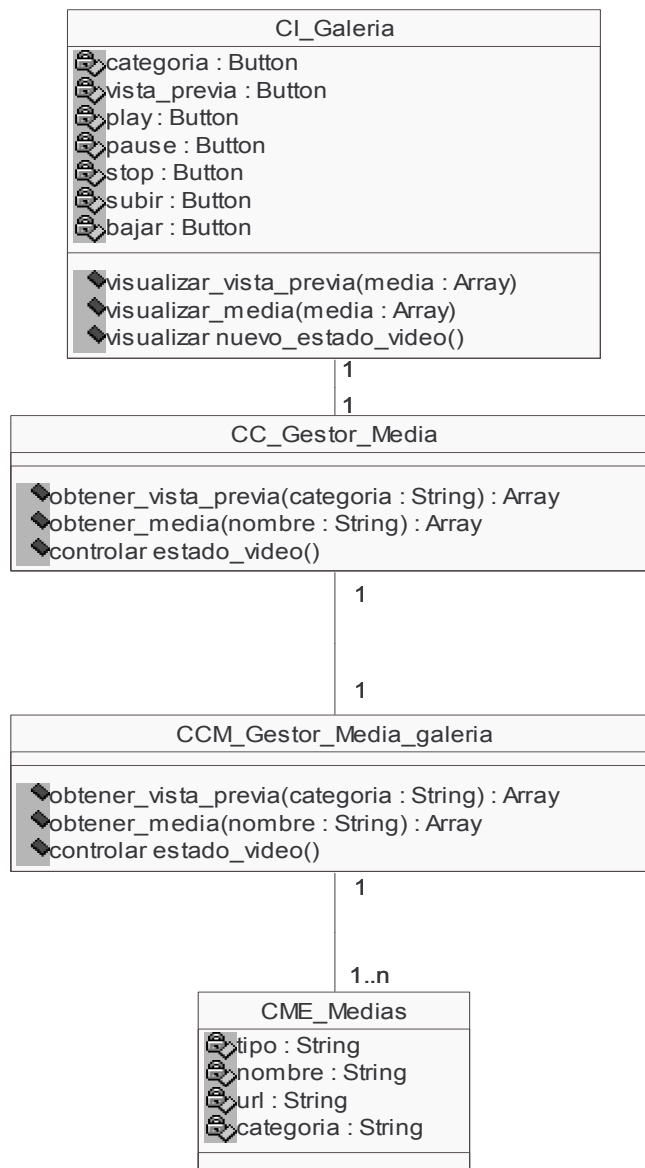 CI_Galeria
categoria : Button
vista_previa : Button
play : Button
pause : Button
stop : Button
subir : Button
bajar : Button
visualizar_vista_previa(media : Array)
visualizar_media(media : Array)
visualizar nuevo_estado_video()
1
1
CC_Gestor_Media
obtener_vista_previa(categoria : String) : Array
obtener_media(nombre : String) : Array
controlar estado_video()
1
1
CCM_Gestor_Media_galeria
obtener_vista_previa(categoria : String) : Array
obtener_media(nombre : String) : Array
controlar estado_video()
1
1..n
CME_Medias
tipo : String
nombre : String
url : String
categoria : String